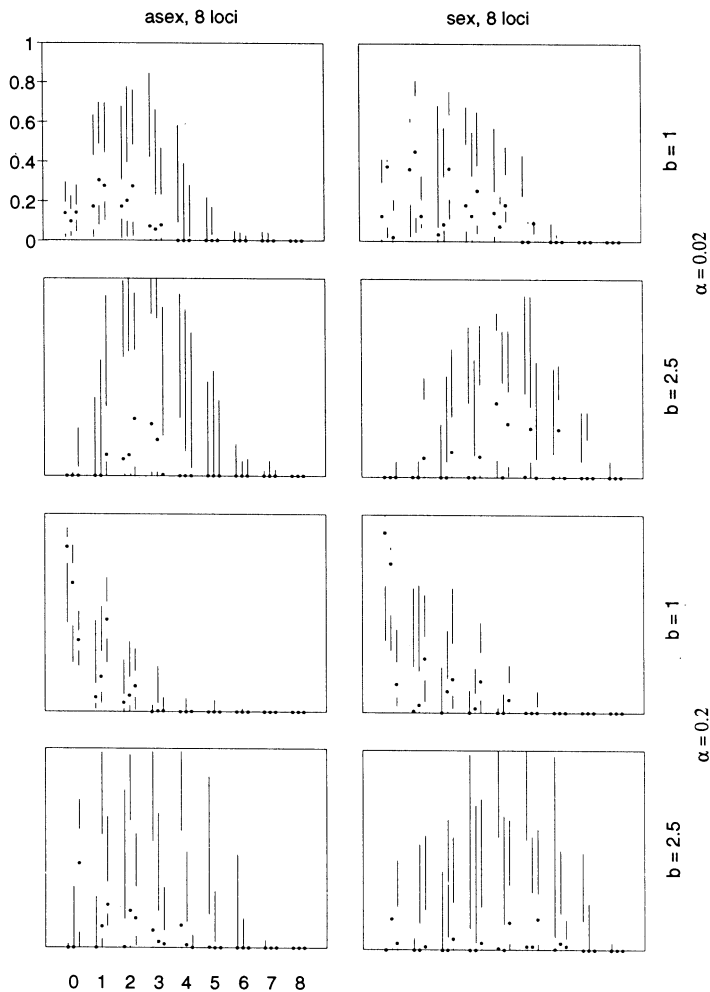 asex, 8 loci
sex, 8 loci
1
0.8
0.6
0.4
0.2
0
b = 1
α = 0.02
b = 2.5
b = 1
α = 0.2
b = 2.5
0 1 2 3 4 5 6 7 8